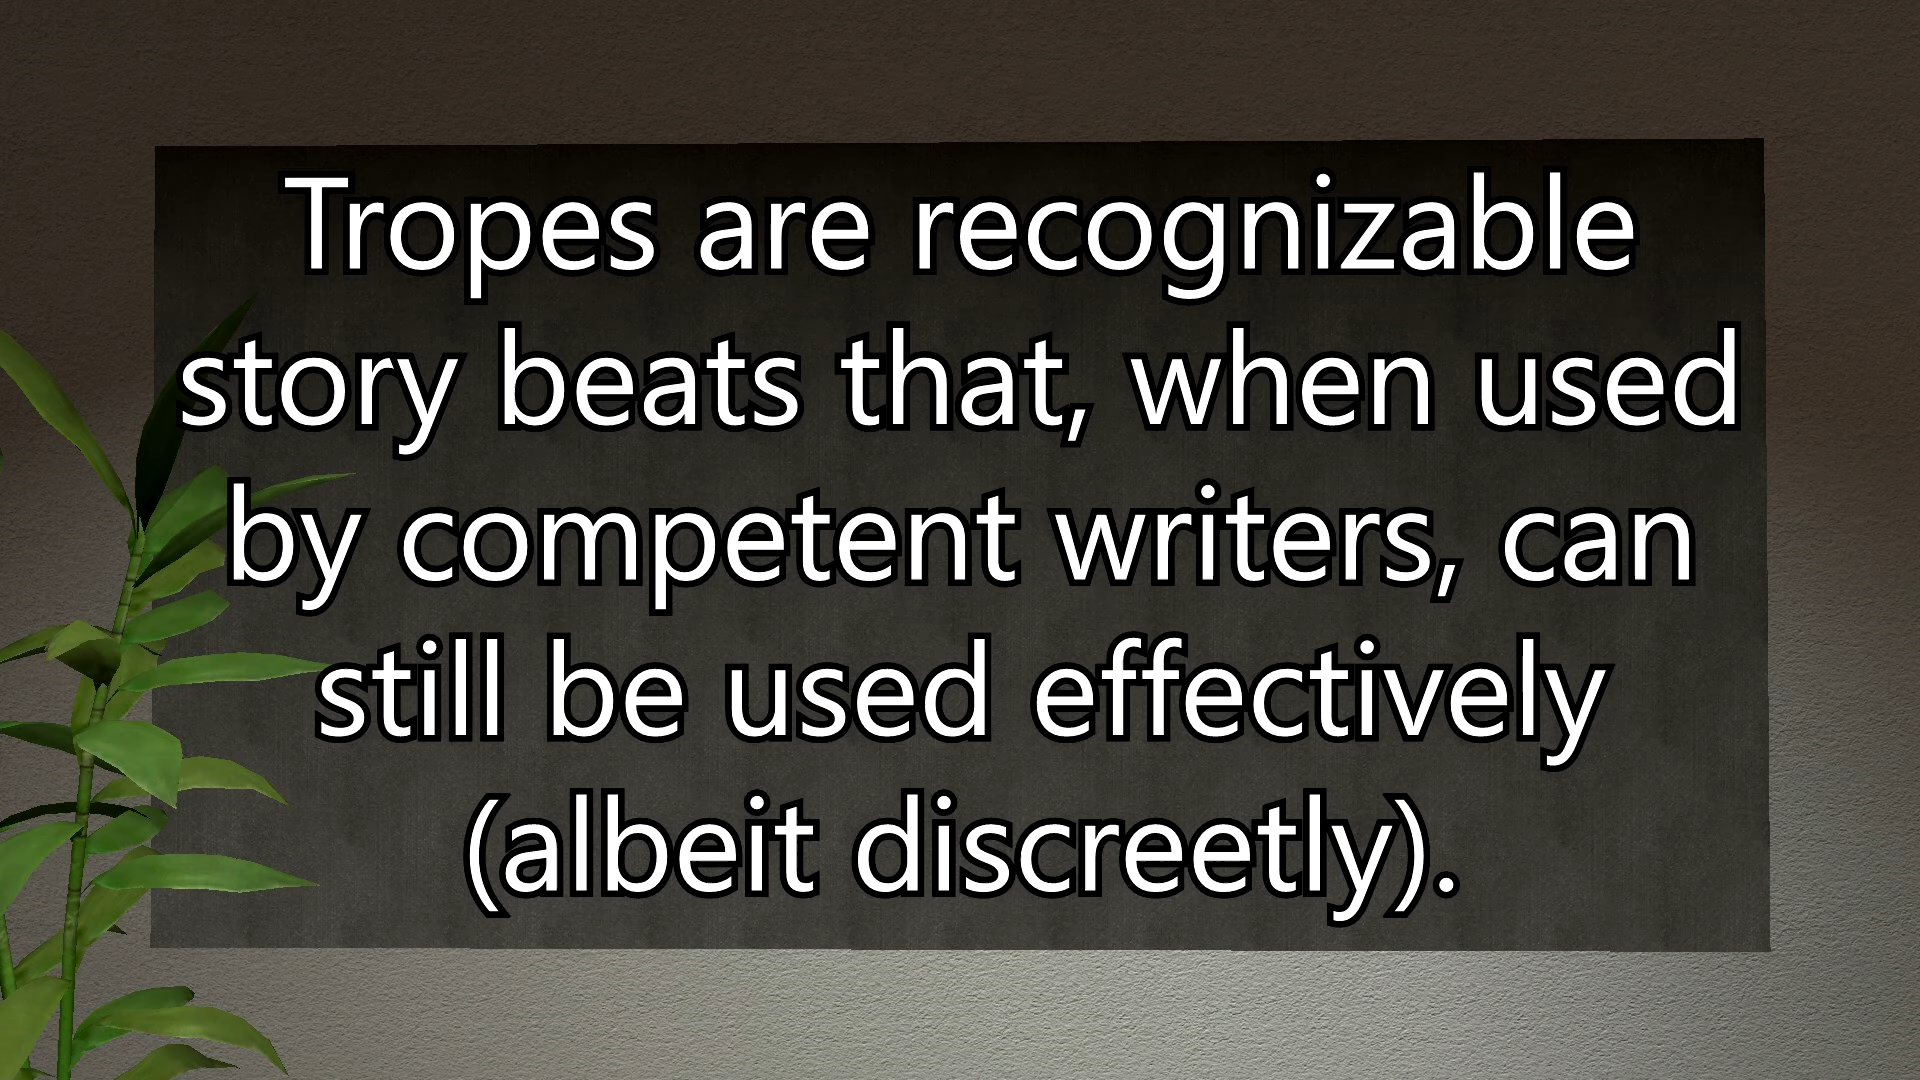 Tropes are recognizable
story beats that, when used
by competent writers, can
still be used effectively
(albeit discreetly).